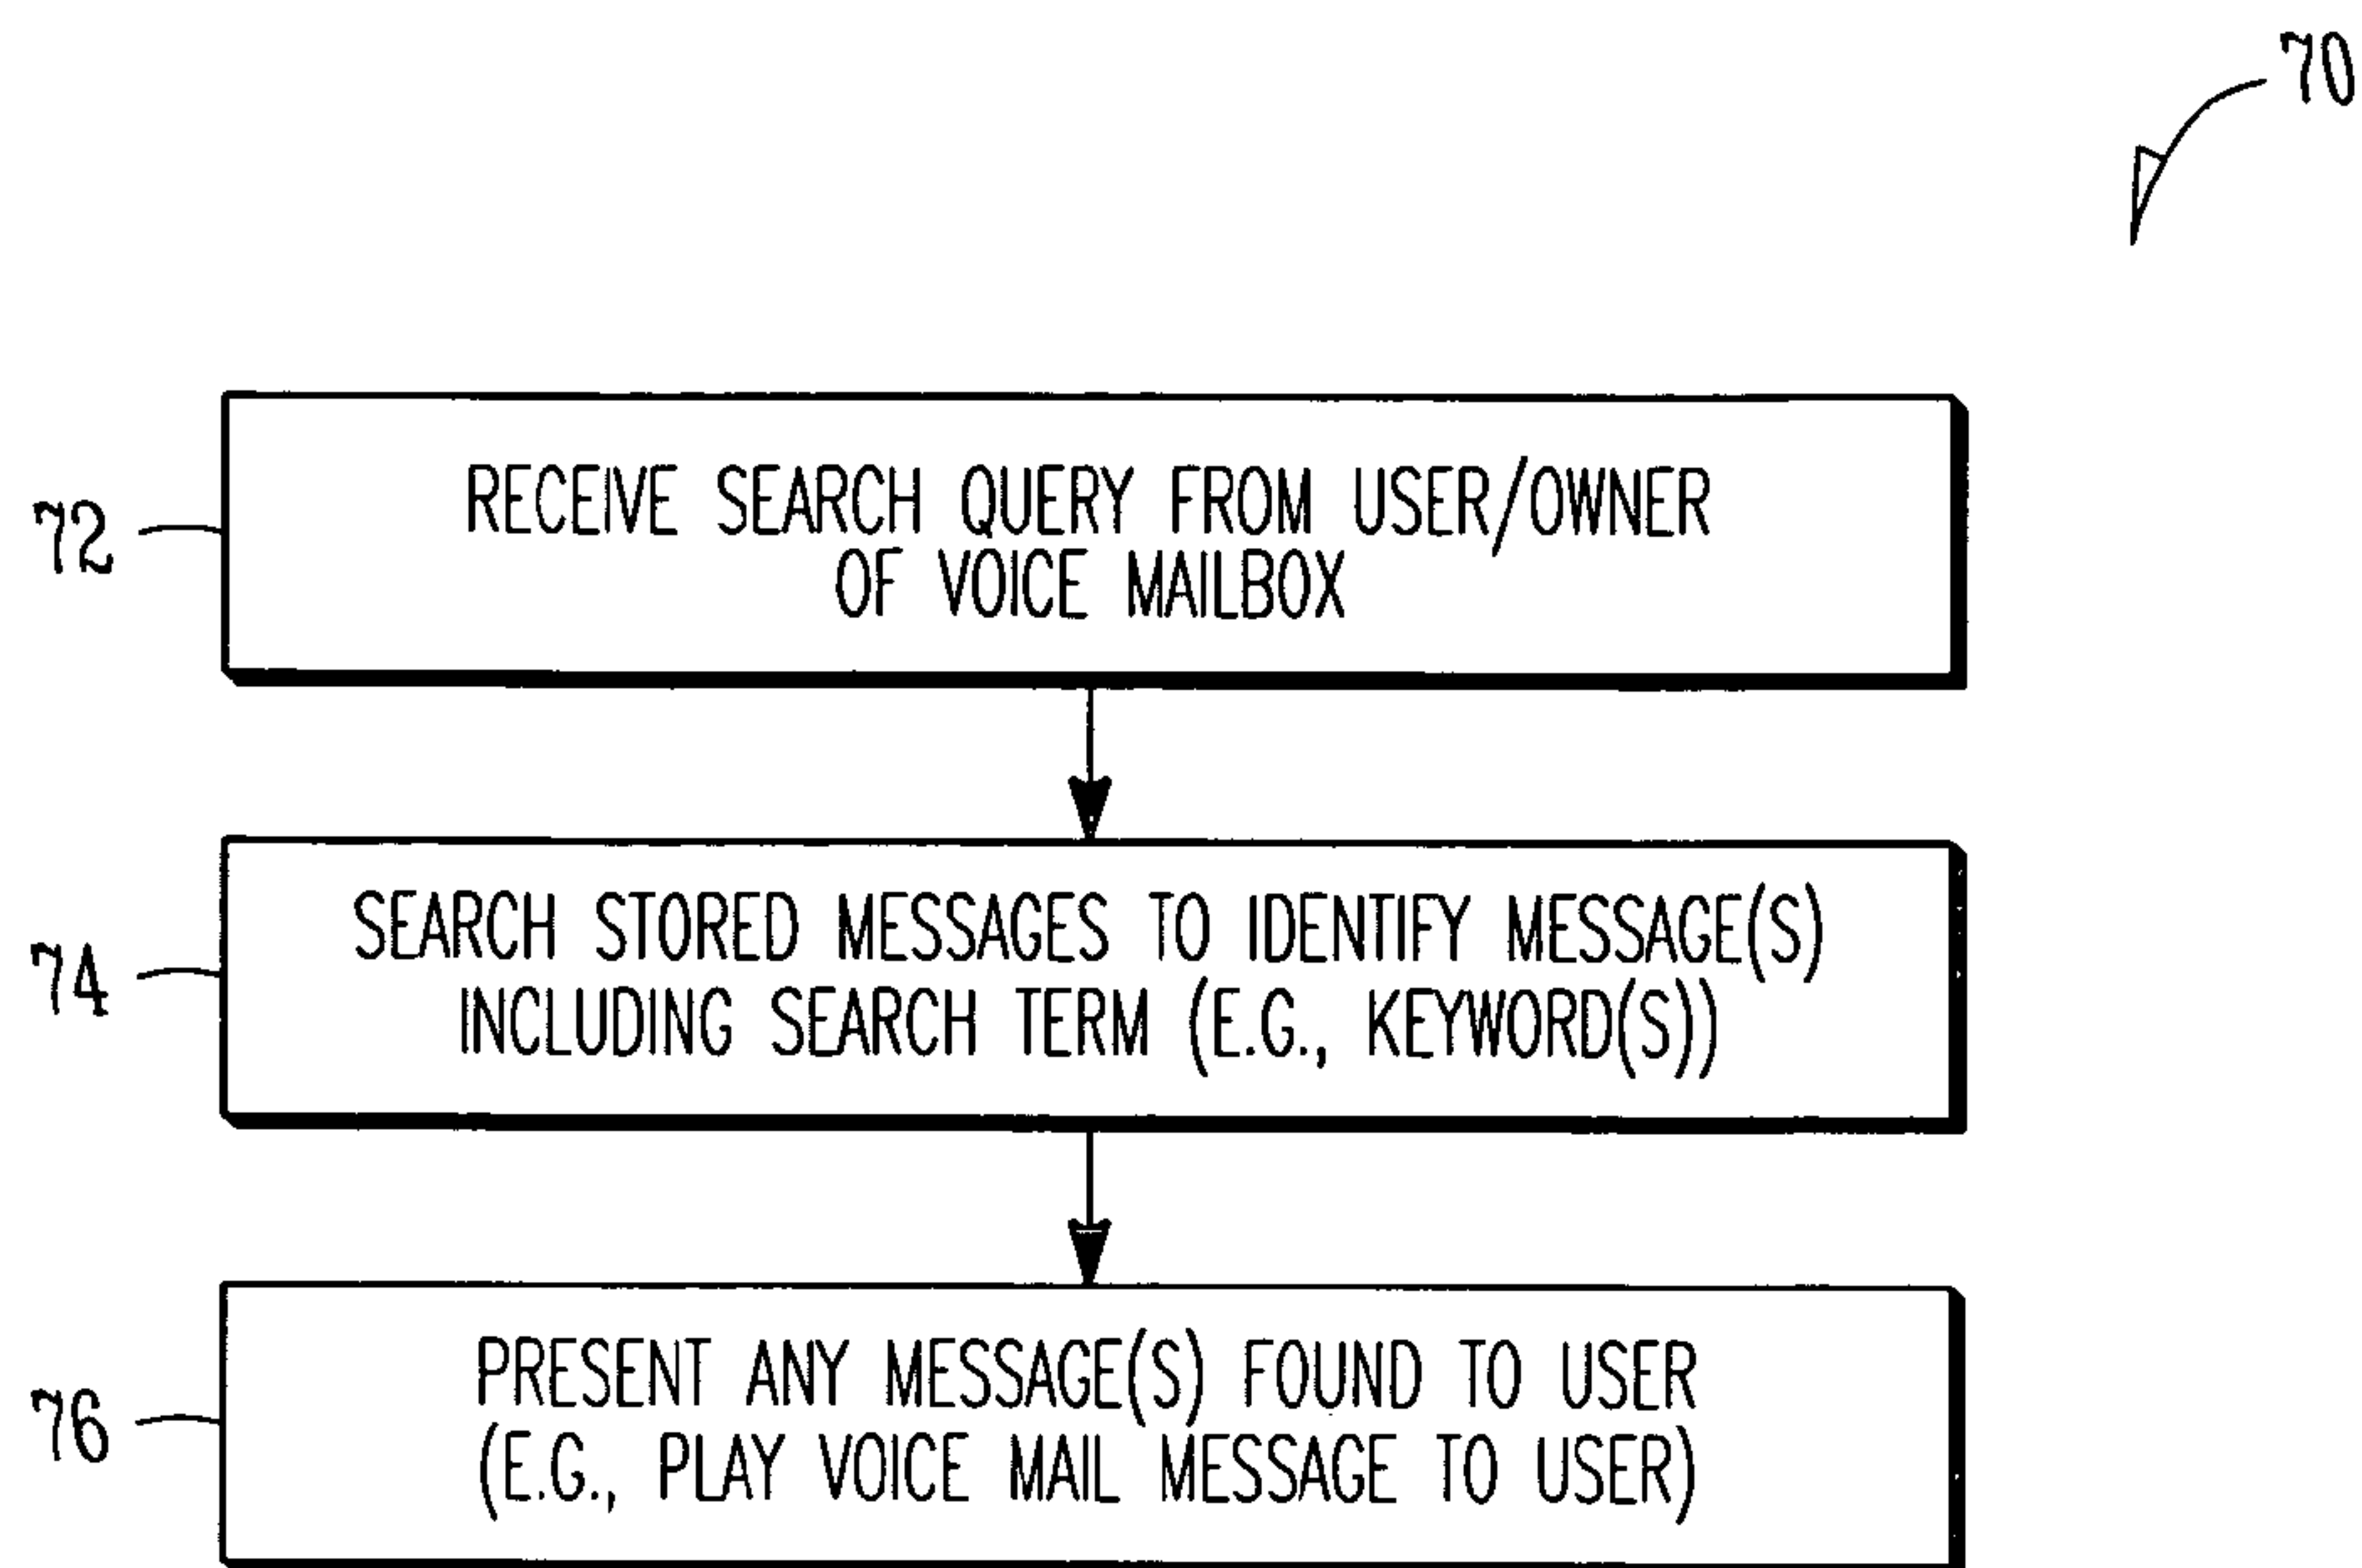 70
72
RECEIVE SEARCH QUERY FROM USER/OWNER
OF VOICE MAILBOX
74
SEARCH STORED MESSAGES TO IDENTIFY MESSAGE(S)
INCLUDING SEARCH TERM (E.G., KEYWORD(S))
76
PRESENT ANY MESSAGE(S) FOUND TO USER
(E.G., PLAY VOICE MAIL MESSAGE TO USER)